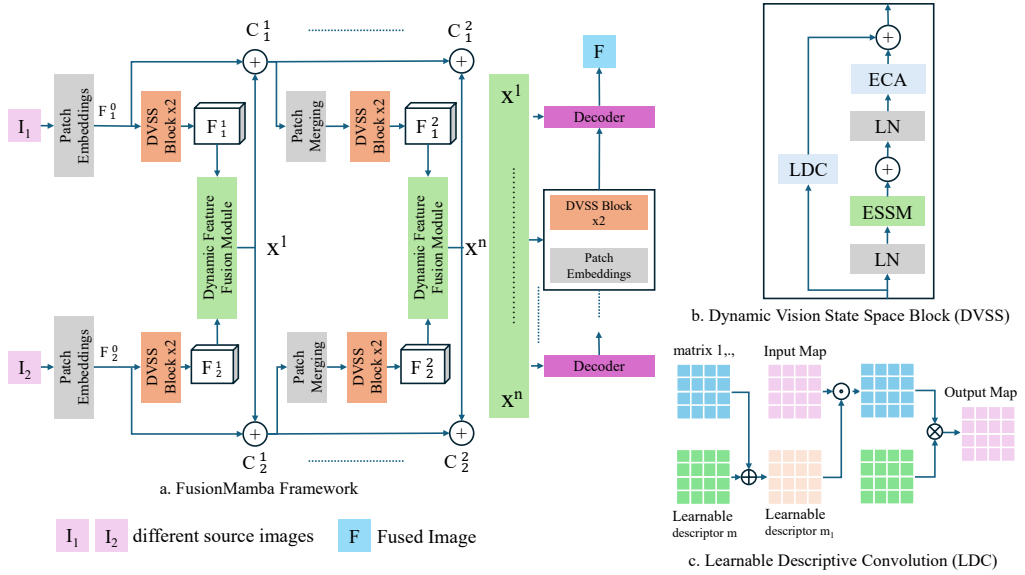 C 1 1
C 1 2
I1
Patch
Embeddings
F 1 0
DVSS
Block x2
F 1 1
Patch
Merging
DVSS
Block x2
F 1 2
Dynamic Feature
Fusion Module
X1
Dynamic Feature
Fusion Module
Xn
I2
Patch
Embeddings
F 2 0
DVSS
Block x2
F 1 2
Patch
Merging
DVSS
Block x2
F 2 2
C 1 2
C 2 2
X1
Xn
F
Decoder
DVSS Block
x2
Patch
Embeddings
Decoder
a. FusionMamba Framework
I1 I2 different source images
F Fused Image
ECA
LN
LDC
ESSM
LN
b. Dynamic Vision State Space Block (DVSS)
matrix 1,.,
Input Map
Output Map
Learnable
descriptor m
Learnable
descriptor m1
c. Learnable Descriptive Convolution (LDC)